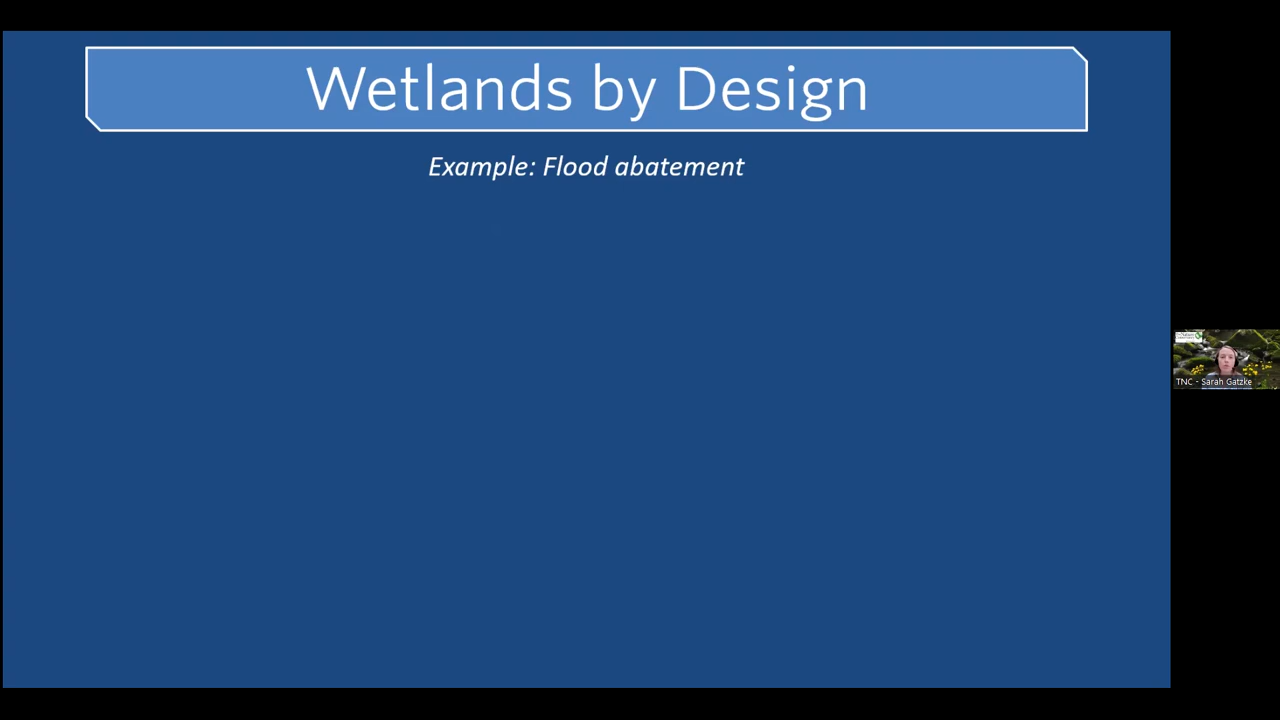 Wetlands by Design
Example: Flood abatement
TNC - Sarah Gatzke